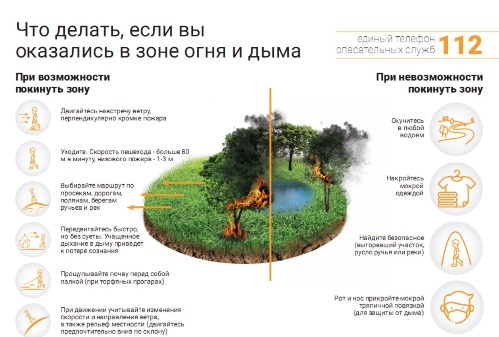 Что делать, если вы
оказались в зоне огня и дыма
единый телефон
спасательных служб
112
При возможности
покинуть зону
Двигайтесь навстречу ветру,
перпендикулярно кромке пожара
Уходите. Скорость пешехода - больше 80
м в минуту, низового пожара - 1-3 м
Выбирайте маршрут по
просекам, дорогам,
полянам, берегам
ручьев и рек
Передвигайтесь быстро,
но без суеты. Учащенное
дыхание в дыму приведет
к потере сознания
Прощупывайте почву перед собой
палкой (при торфяных прогарах)
При движении учитывайте изменения
скорости и направления ветра,
а также рельеф местности (двигайтесь
предпочтительно вниз по склону)
При невозможности
покинуть зону
Окунитесь
в любой
водоем
Накройтесь
мокрой
одеждой
Найдите безопасное
(выгоревший участок,
русло ручья или реки)
Рот и нос прикройте мокрой
тряпичной повязкой
(для защиты от дыма)